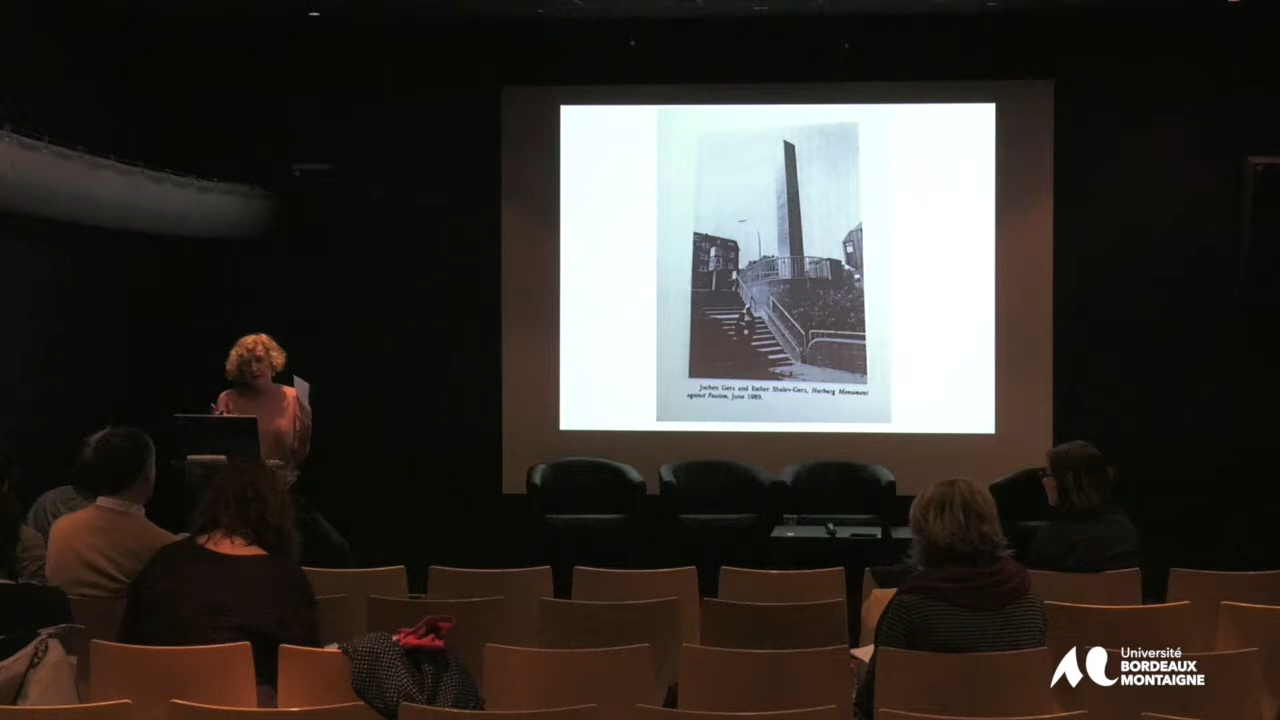 Jochen Gerz and Esther Shalev-Gerz, Harburg Monument
against Fascism, June 1989.
Université
BORDEAUX
MONTAIGNE